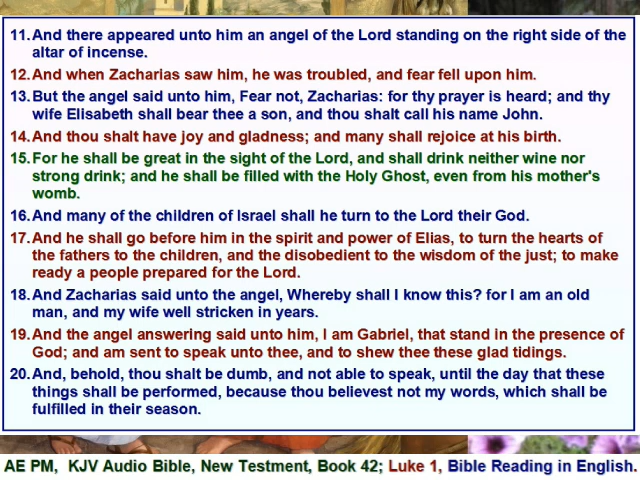 11. And there appeared unto him an angel of the Lord standing on the right side of the
altar of incense.
12. And when Zacharias saw him, he was troubled, and fear fell upon him.
13. But the angel said unto him, Fear not, Zacharias: for thy prayer is heard; and thy
wife Elisabeth shall bear thee a son, and thou shalt call his name John.
14. And thou shalt have joy and gladness; and many shall rejoice at his birth.
15. For he shall be great in the sight of the Lord, and shall drink neither wine nor
strong drink; and he shall be filled with the Holy Ghost, even from his mother's
womb.
16. And many of the children of Israel shall he turn to the Lord their God.
17. And he shall go before him in the spirit and power of Elias, to turn the hearts of
the fathers to the children, and the disobedient to the wisdom of the just; to make
ready a people prepared for the Lord.
18. And Zacharias said unto the angel, Whereby shall I know this? for I am an old
man, and my wife well stricken in years.
19. And the angel answering said unto him, I am Gabriel, that stand in the presence of
God; and am sent to speak unto thee, and to shew thee these glad tidings.
20. And, behold, thou shalt be dumb, and not able to speak, until the day that these
things shall be performed, because thou believest not my words, which shall be
fulfilled in their season.
AE PM, KJV Audio Bible, New Testment, Book 42; Luke 1, Bible Reading in English.